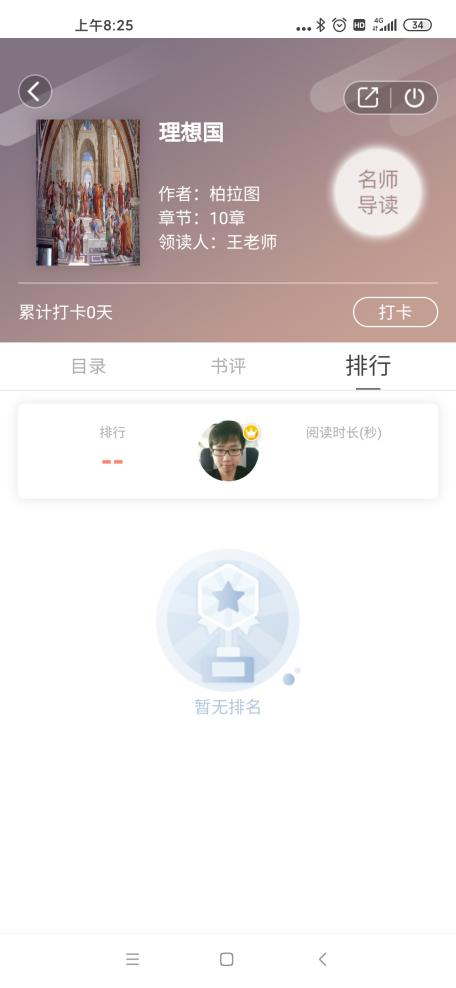 上午8:25
HD
4G
34
理想国
作者：柏拉图
章节：10章
领读人：王老师
名师
导读
累计打卡0天
打卡
目录
书评
排行
排行
阅读时长(秒)
--
暂无排名